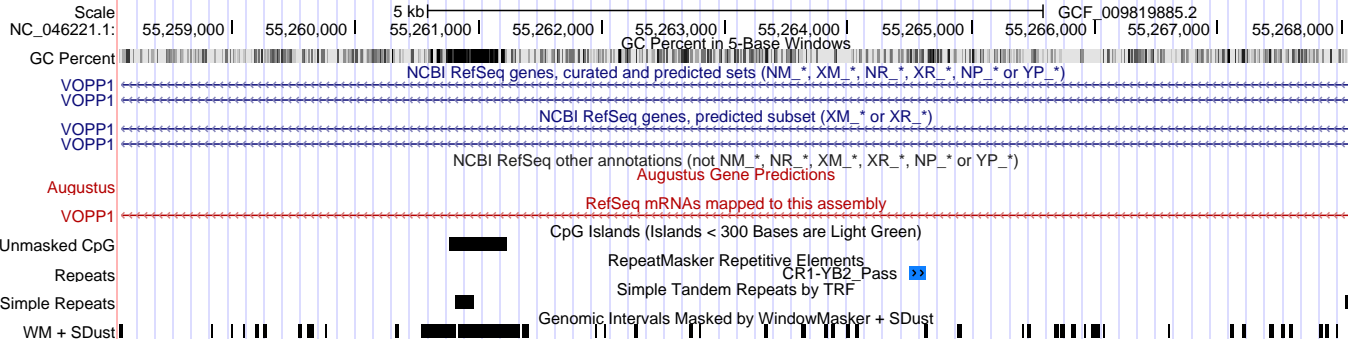 Scale 5 kb GCF_009819885.2
NC_046221.1: 55,259,000 55,260,000 55,261,000 55,262,000 55,263,000 55,264,000 55,265,000 55,266,000 55,267,000 55,268,000
GC Percent in 5-Base Windows
GC Percent
NCBI RefSeq genes, curated and predicted sets (NM_*, XM_*, NR_*, XR_*, NP_* or YP_*)
VOPP1
VOPP1
NCBI RefSeq genes, predicted subset (XM_* or XR_*)
VOPP1
VOPP1
NCBI RefSeq other annotations (not NM_*, NR_*, XM_*, XR_*, NP_* or YP_*)
Augustus Gene Predictions
Augustus
RefSeq mRNAs mapped to this assembly
VOPP1
CpG Islands (Islands < 300 Bases are Light Green)
Unmasked CpG
RepeatMasker Repetitive Elements
Repeats CR1-YB2_Pass
Simple Tandem Repeats by TRF
Simple Repeats
Genomic Intervals Masked by WindowMasker + SDust
WM + SDust